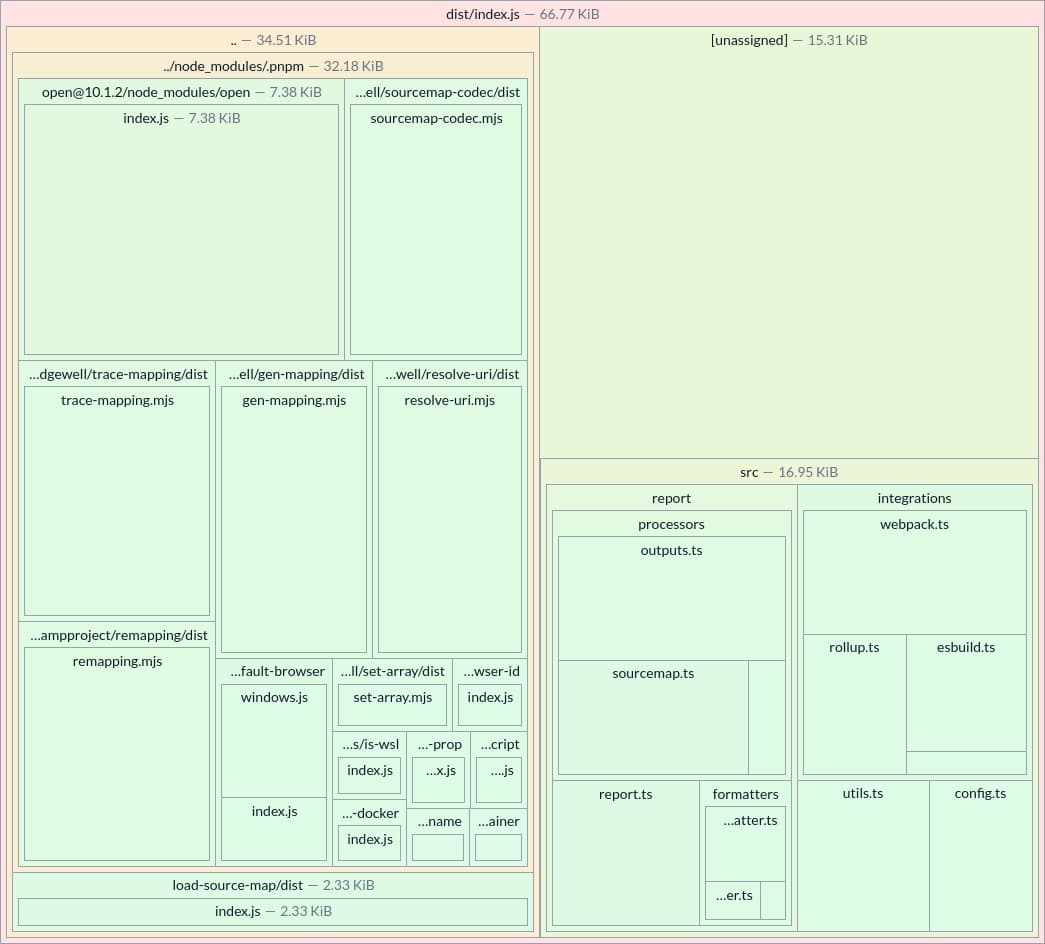 dist/index.js — 66.77 KiB
.. — 34.51 KiB
../node_modules/.pnpm — 32.18 KiB
open@10.1.2/node_modules/open — 7.38 KiB
index.js — 7.38 KiB
...ell/sourcemap-codec/dist
sourcemap-codec.mjs
...dgewell/trace-mapping/dist
trace-mapping.mjs
...ell/gen-mapping/dist
gen-mapping.mjs
...well/resolve-uri/dist
resolve-uri.mjs
...ampproject/remapping/dist
remapping.mjs
...fault-browser
windows.js
index.js
...ll/set-array/dist
set-array.mjs
...wser-id
index.js
...s/is-wsl
index.js
...-prop
...x.js
...cript
....js
...-docker
index.js
...name
...ainer
load-source-map/dist — 2.33 KiB
index.js — 2.33 KiB
[unassigned] — 15.31 KiB
src — 16.95 KiB
report
processors
outputs.ts
sourcemap.ts
report.ts
formatters
...atter.ts
...er.ts
integrations
webpack.ts
rollup.ts
esbuild.ts
utils.ts
config.ts